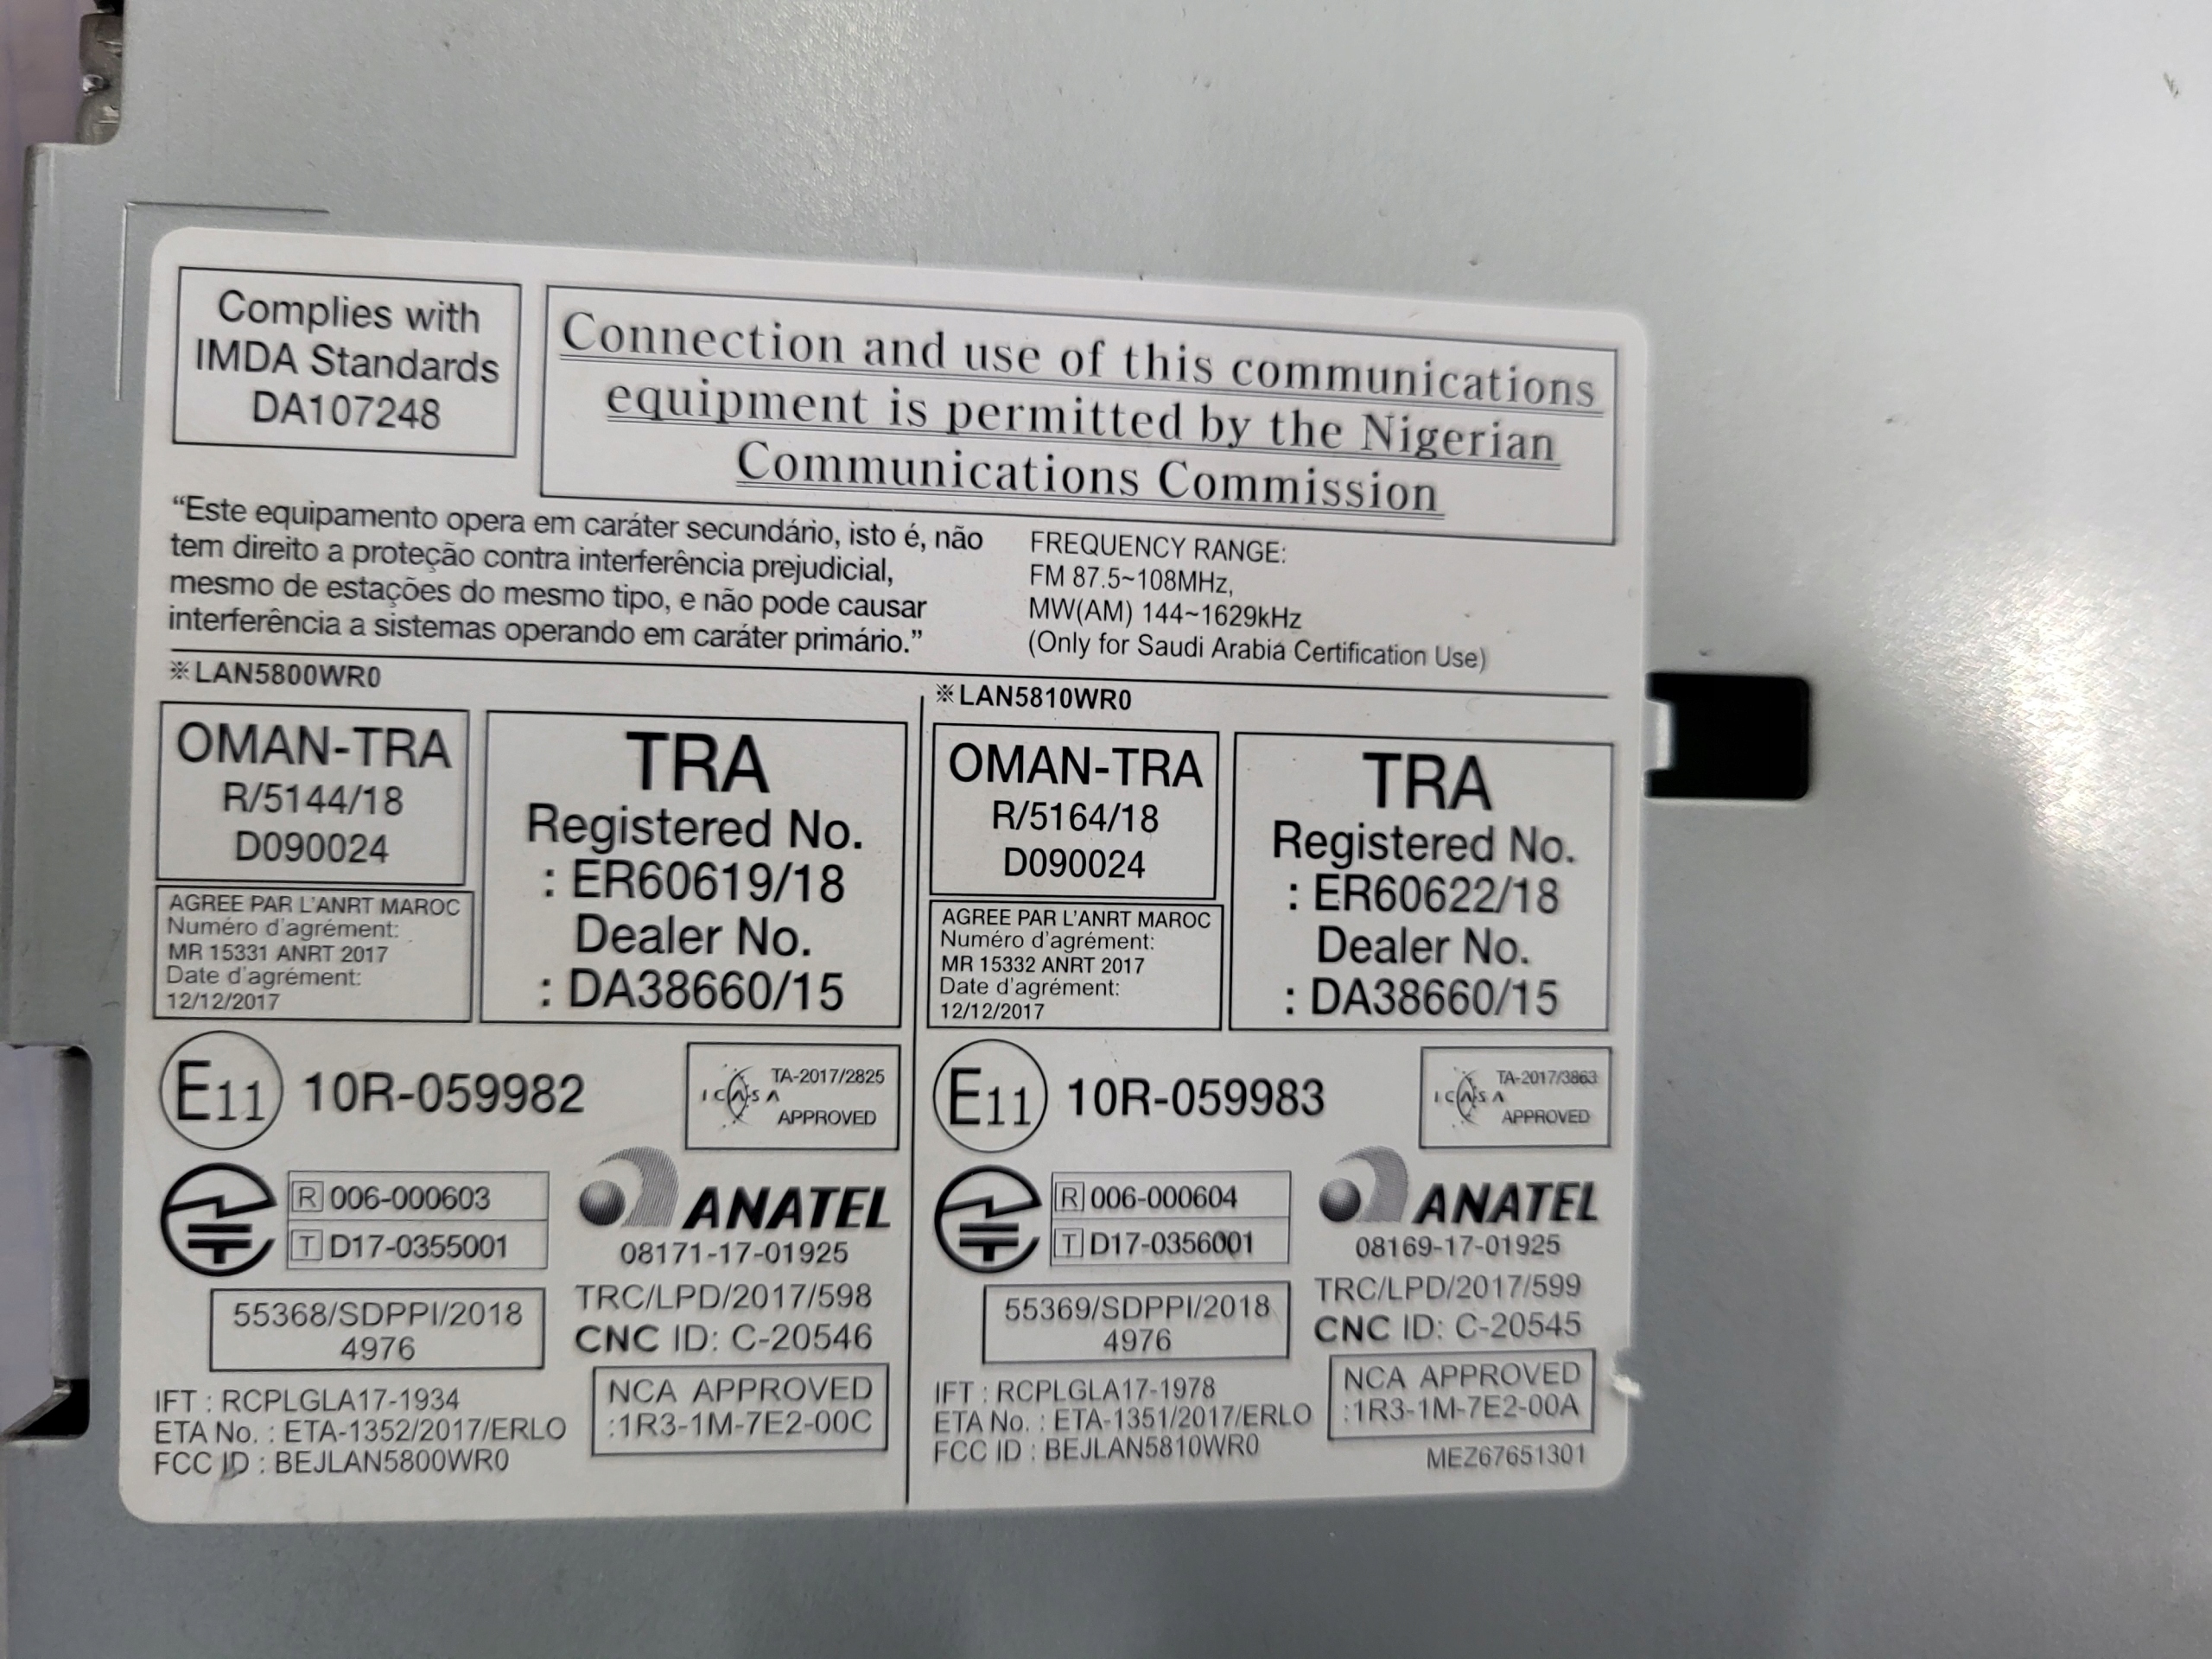 Complies with
IMDA Standards
DA107248
Connection and use of this communications
equipment is permitted by the Nigerian
Communications Commission
“Este equipamento opera em caráter secundário, isto é, não
tem direito a proteção contra interferência prejudicial,
mesmo de estações do mesmo tipo, e não pode causar
interferência a sistemas operando em caráter primário.”
FREQUENCY RANGE:
FM 87.5~108MHz,
MW(AM) 144~1629kHz
(Only for Saudi Arabia Certification Use)
※LAN5800WR0
OMAN-TRA
R/5144/18
D090024
TRA
Registered No.
: ER60619/18
Dealer No.
: DA38660/15
AGREE PAR L’ANRT MAROC
Numéro d’agrément:
MR 15331 ANRT 2017
Date d’agrément:
12/12/2017
E11 10R-059982
ICASA
TA-2017/2825
APPROVED
R 006-000603
T D17-0355001
ANATEL
08171-17-01925
55368/SDPPI/2018
4976
TRC/LPD/2017/598
CNC ID: C-20546
IFT : RCPLGLA17-1934
ETA No. : ETA-1352/2017/ERLO
FCC ID : BEJLAN5800WR0
NCA APPROVED
:1R3-1M-7E2-00C
※LAN5810WR0
OMAN-TRA
R/5164/18
D090024
TRA
Registered No.
: ER60622/18
Dealer No.
: DA38660/15
AGREE PAR L’ANRT MAROC
Numéro d’agrément:
MR 15332 ANRT 2017
Date d’agrément:
12/12/2017
E11 10R-059983
ICASA
TA-2017/3863
APPROVED
R 006-000604
T D17-0356001
ANATEL
08169-17-01925
55369/SDPPI/2018
4976
TRC/LPD/2017/599
CNC ID: C-20545
IFT : RCPLGLA17-1978
ETA No. : ETA-1351/2017/ERLO
FCC ID : BEJLAN5810WR0
NCA APPROVED
:1R3-1M-7E2-00A
MEZ67651301